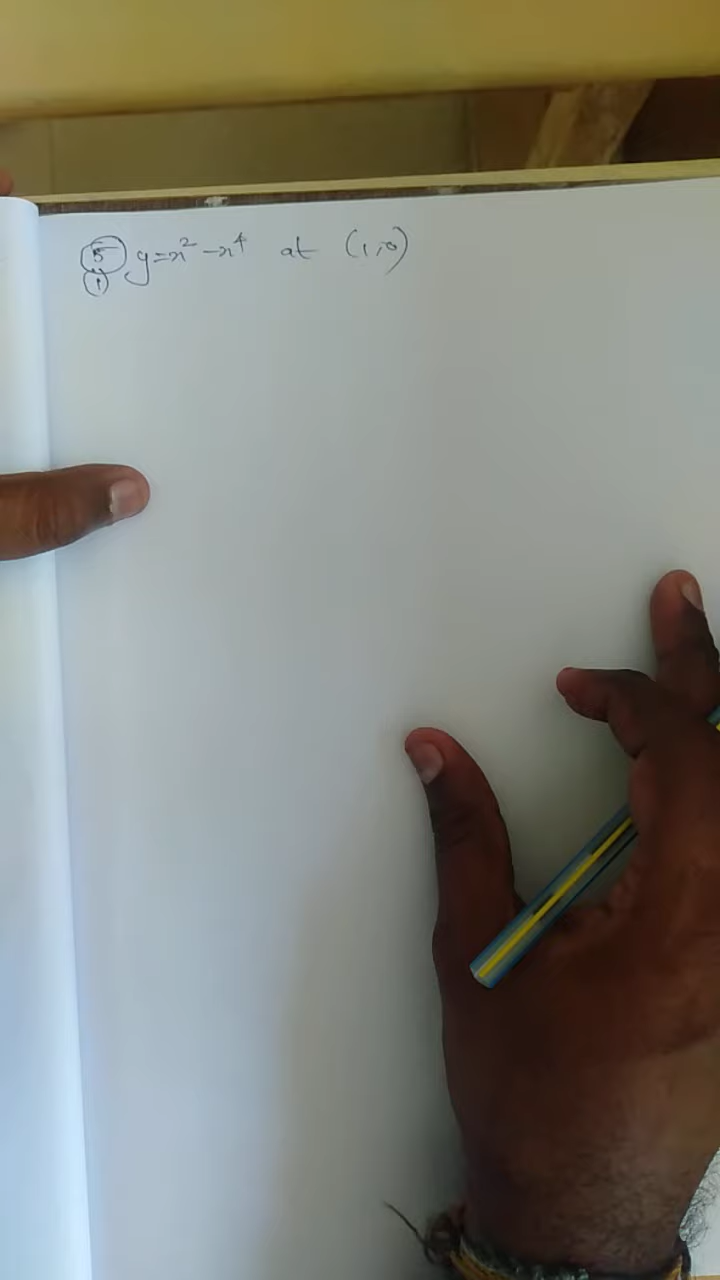 5 y=x² -x⁴ at (1,0)
1